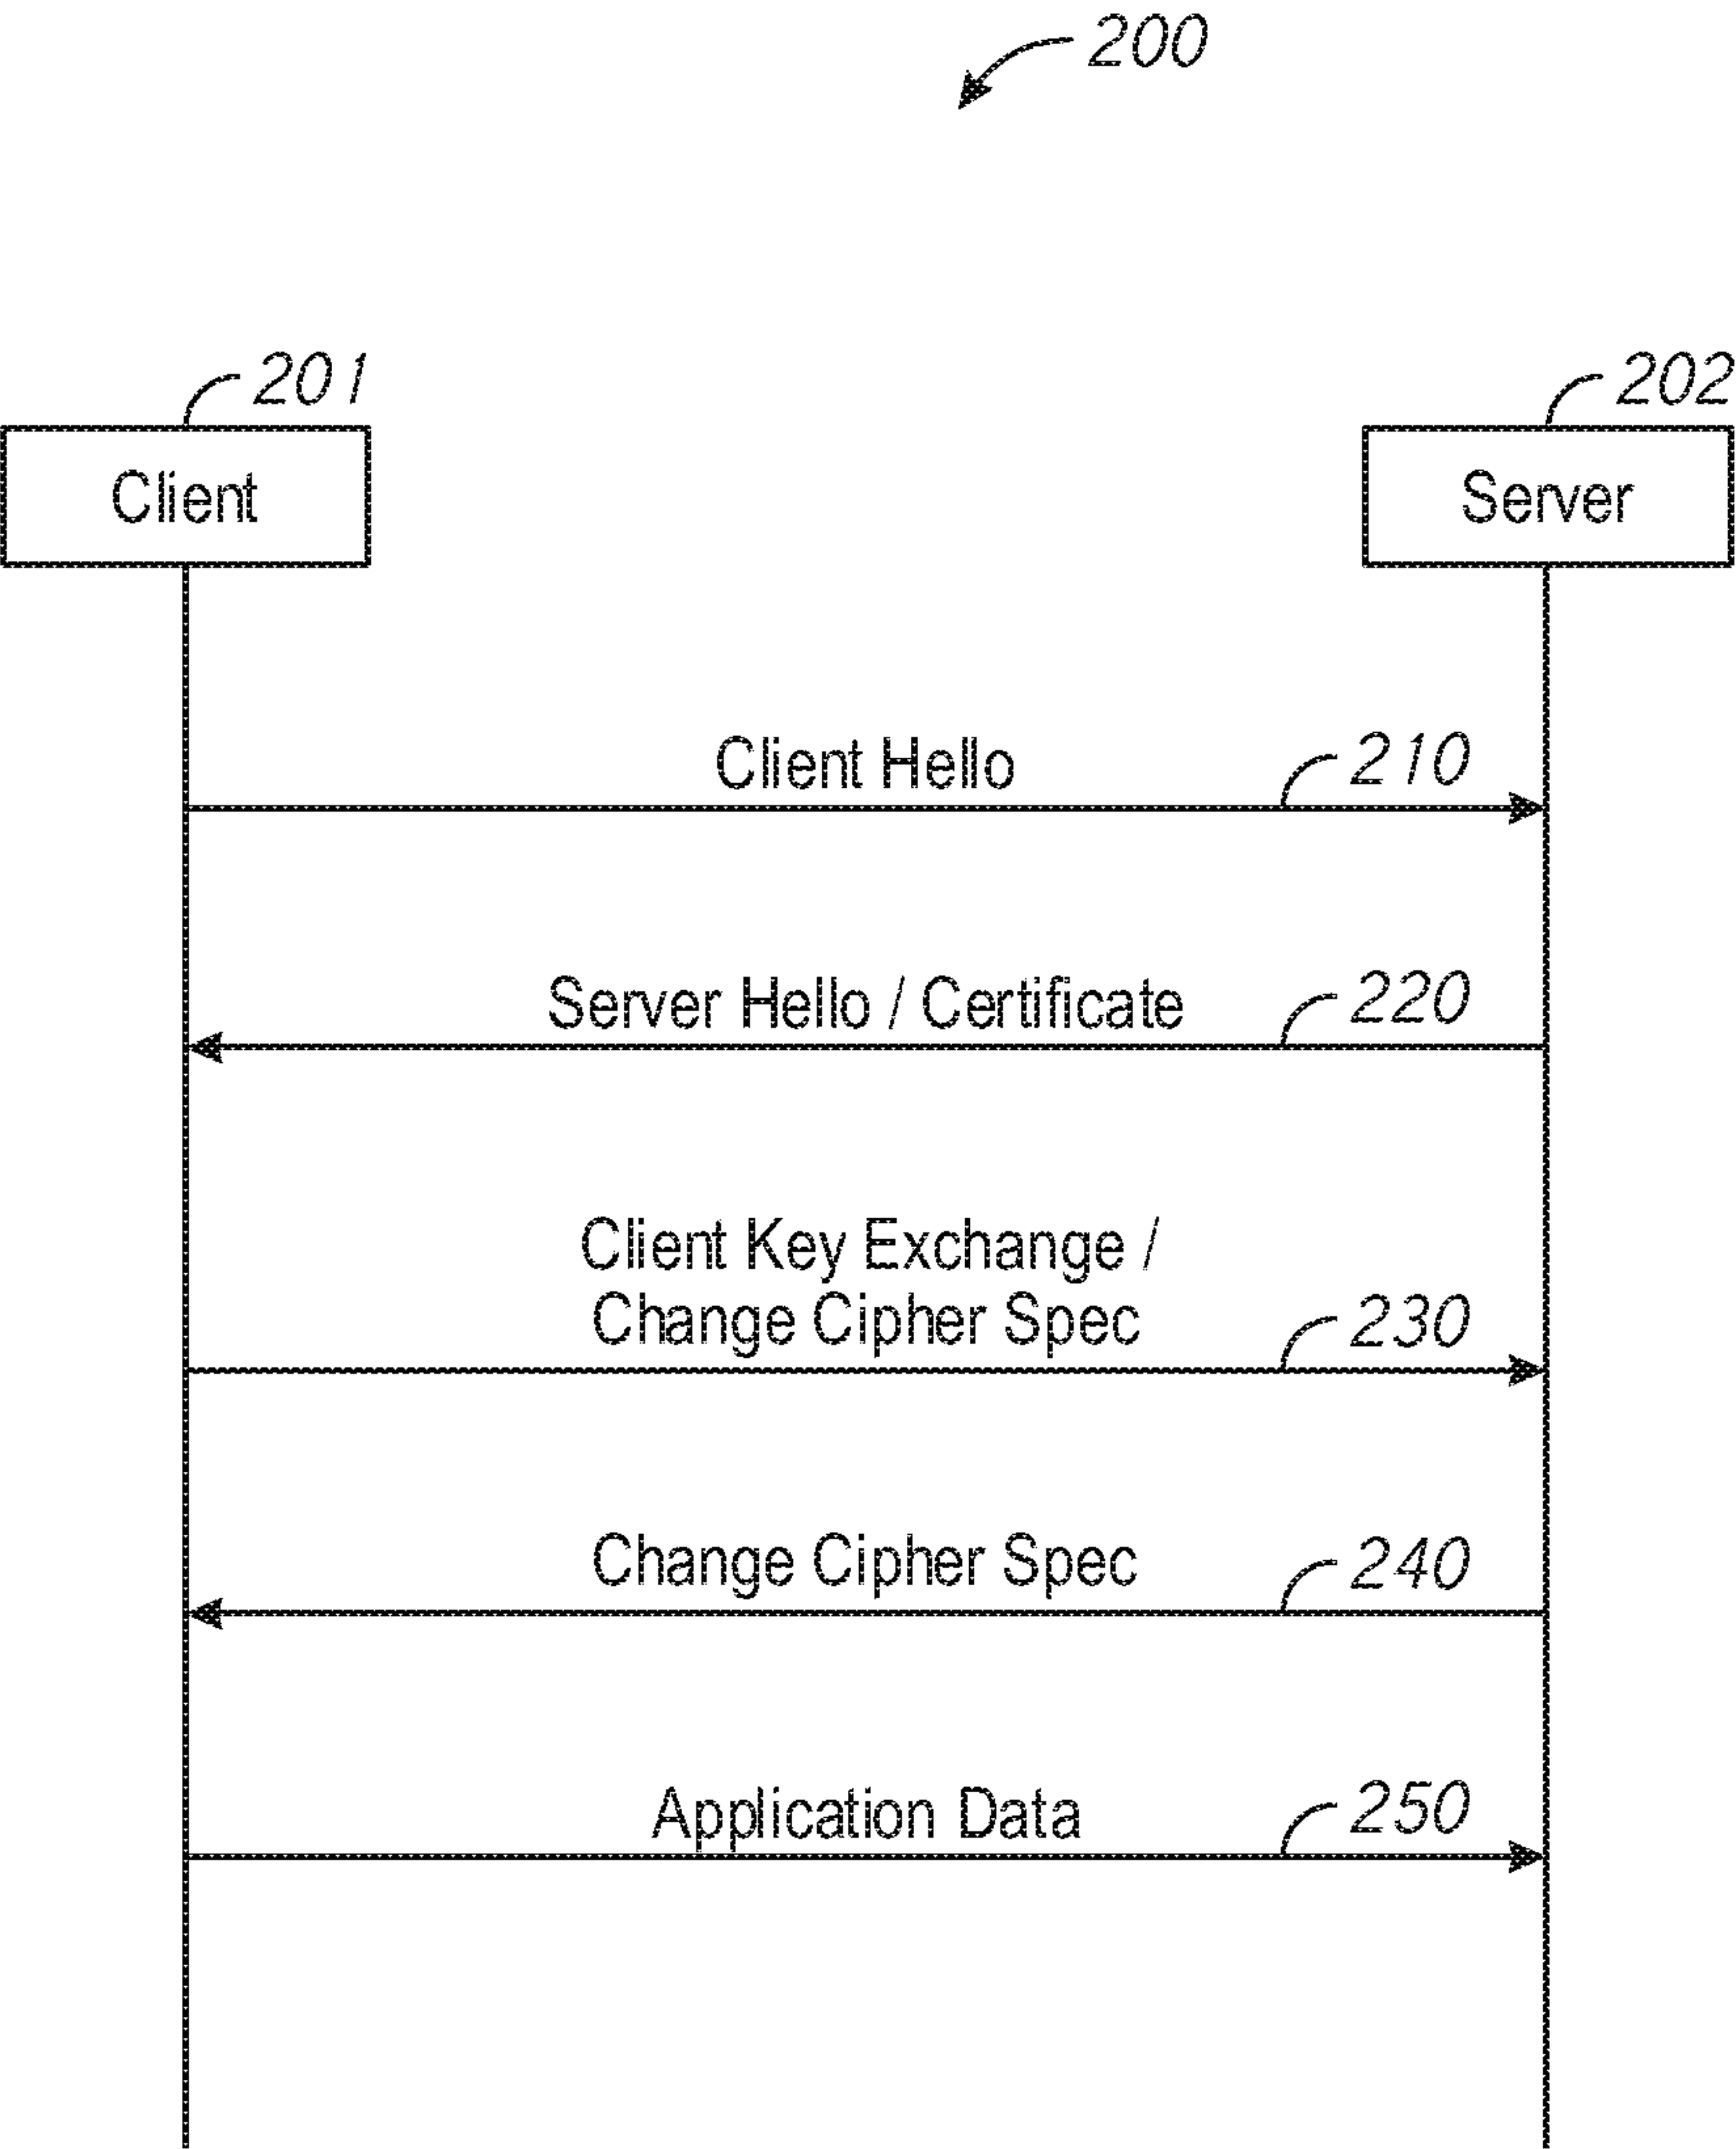 200
201
202
Client
Server
Client Hello
210
Server Hello / Certificate
220
Client Key Exchange /
Change Cipher Spec
230
Change Cipher Spec
240
Application Data
250